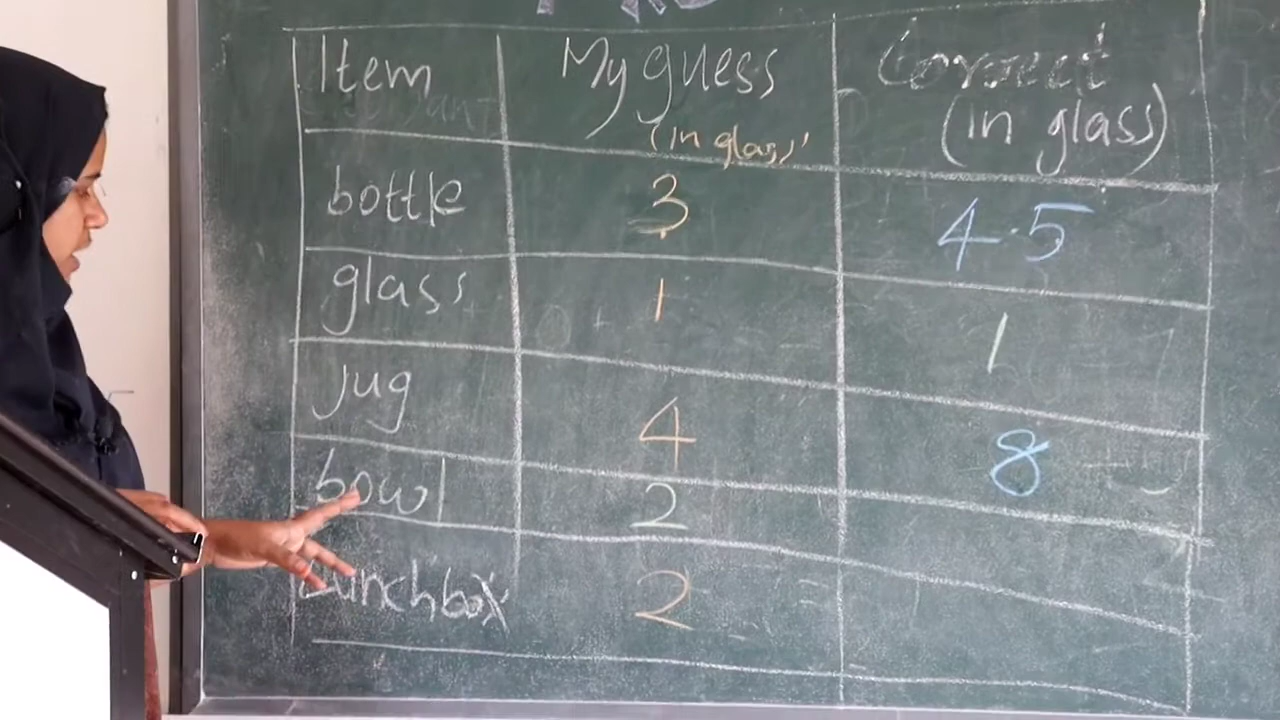 Item My guess Correct
(in glass) (in glass)
bottle 3 4.5
glass 1 1
Jug 4 8
bowl 2
Lunchbox 2